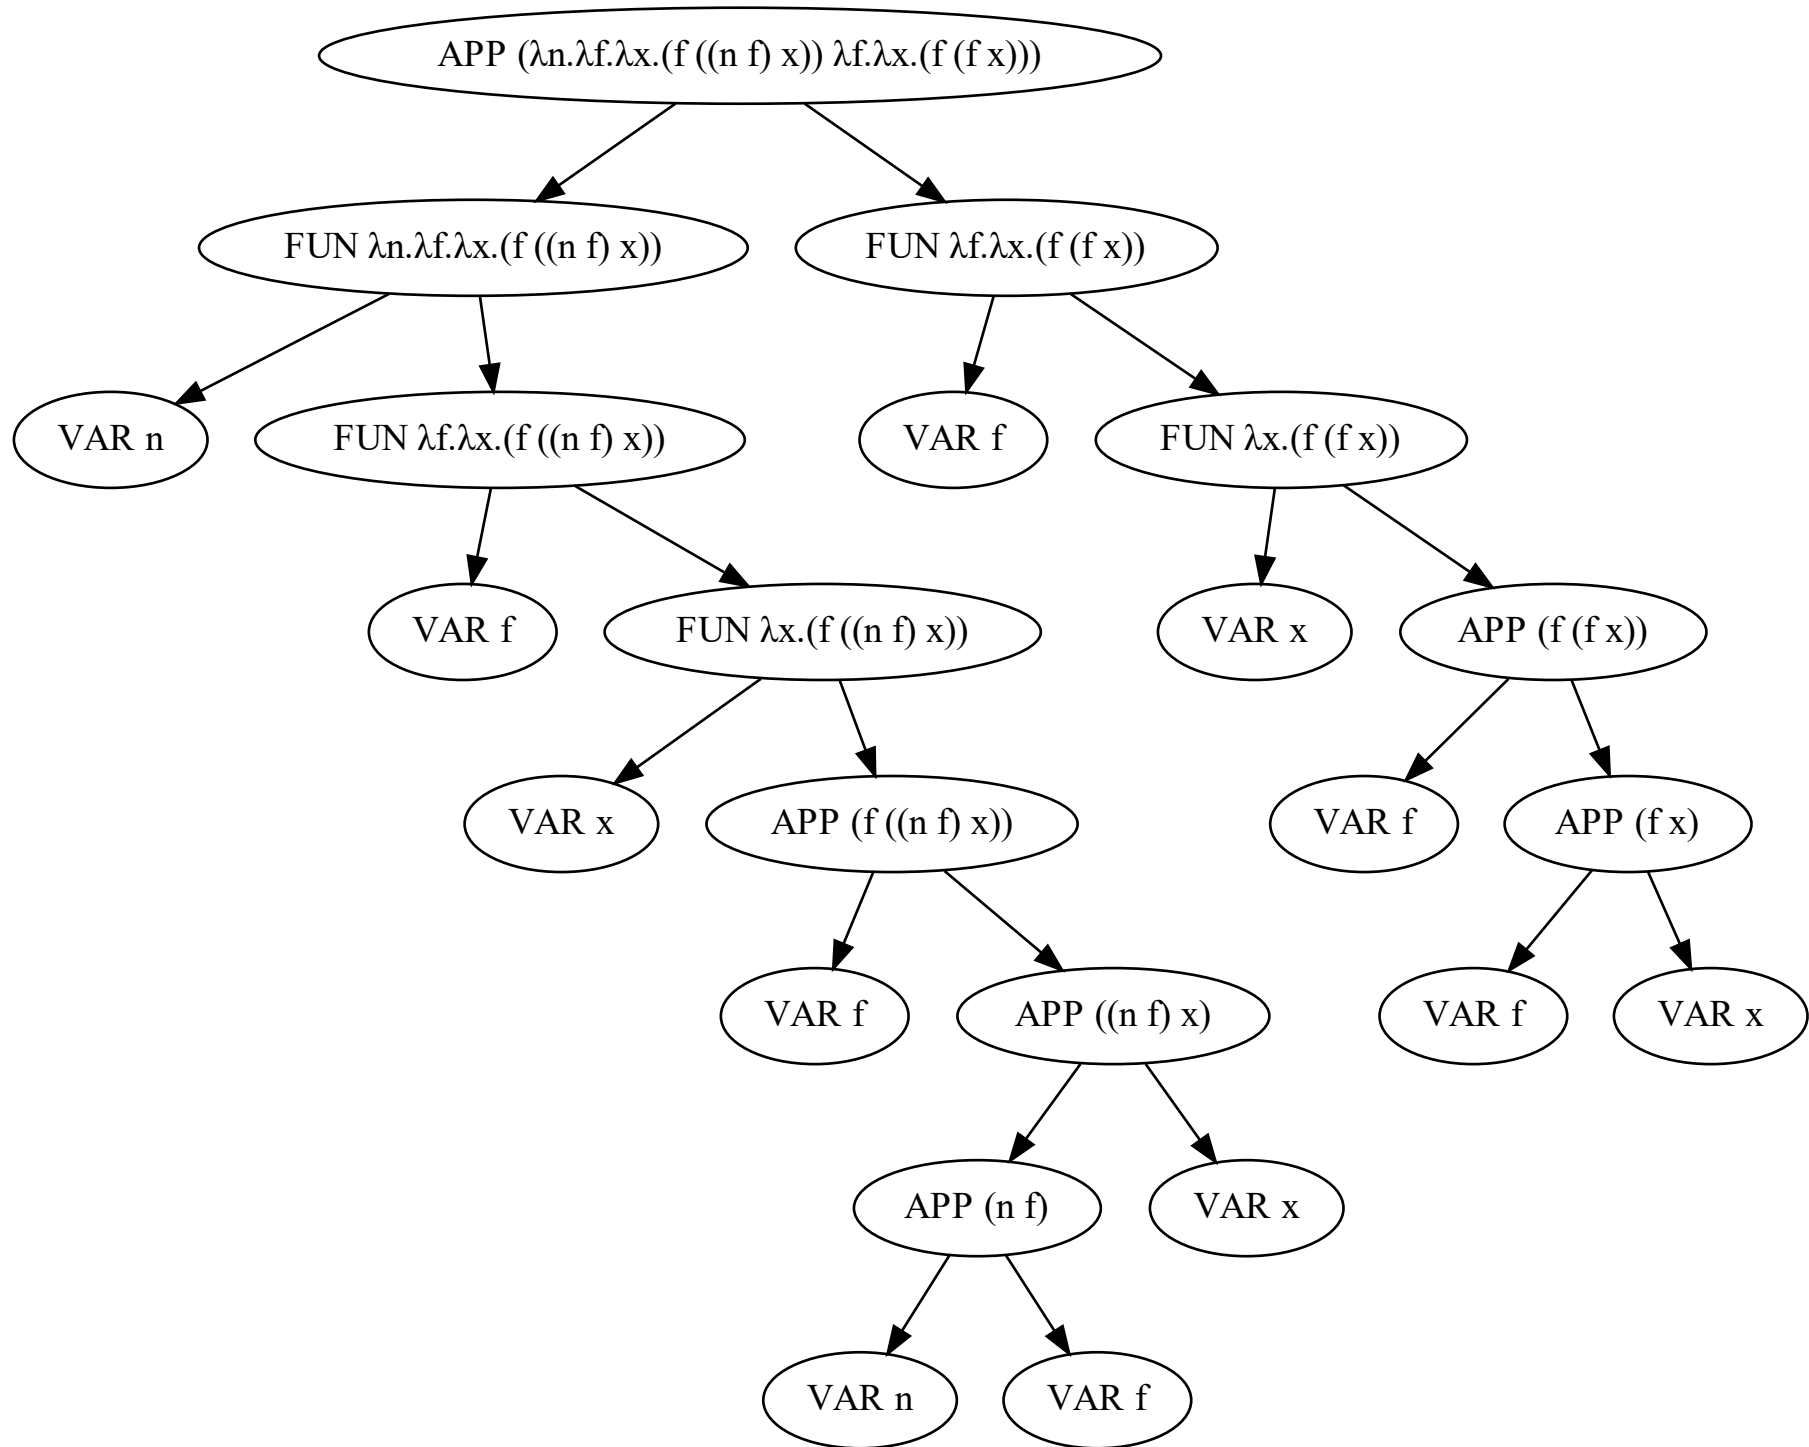 APP (λn.λf.λx.(f ((n f) x)) λf.λx.(f (f x)))
FUN λn.λf.λx.(f ((n f) x))
FUN λf.λx.(f (f x))
VAR n
FUN λf.λx.(f ((n f) x))
VAR f
FUN λx.(f (f x))
VAR f
FUN λx.(f ((n f) x))
VAR x
APP (f (f x))
VAR x
APP (f ((n f) x))
VAR f
APP (f x)
VAR f
APP ((n f) x)
VAR f
VAR x
APP (n f)
VAR x
VAR n
VAR f